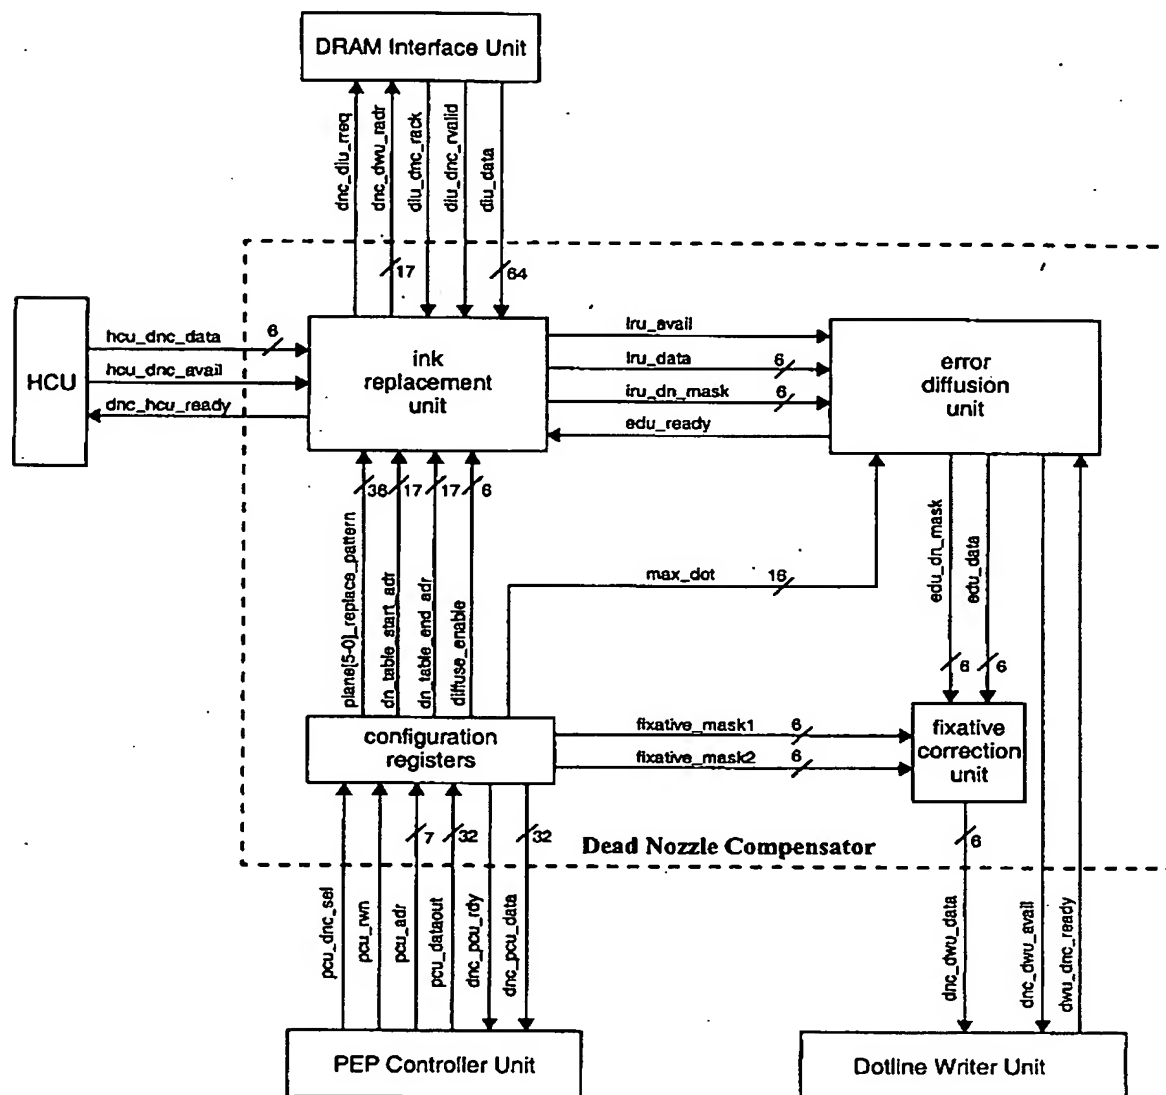 DRAM Interface Unit
dnc_diu_rreq
dnc_dwu_radr
diu_dnc_rack
diu_dnc_rvalid
diu_data
17
64
HCU
hcu_dnc_data
6
hcu_dnc_avail
dnc_hcu_ready
ink
replacement
unit
iru_avail
iru_data
6
iru_dn_mask
6
edu_ready
error
diffusion
unit
36
17
17
6
plane[5-0]_replace_pattern
dn_table_start_adr
dn_table_end_adr
diffuse_enable
max_dot
16
edu_dn_mask
edu_data
6
6
configuration
registers
fixative_mask1
6
fixative_mask2
6
fixative
correction
unit
7
32
32
Dead Nozzle Compensator
6
pcu_dnc_sel
pcu_rwn
pcu_adr
pcu_dataout
dnc_pcu_rdy
dnc_pcu_data
dnc_dwu_data
dnc_dwu_avail
dwu_dnc_ready
PEP Controller Unit
Dotline Writer Unit